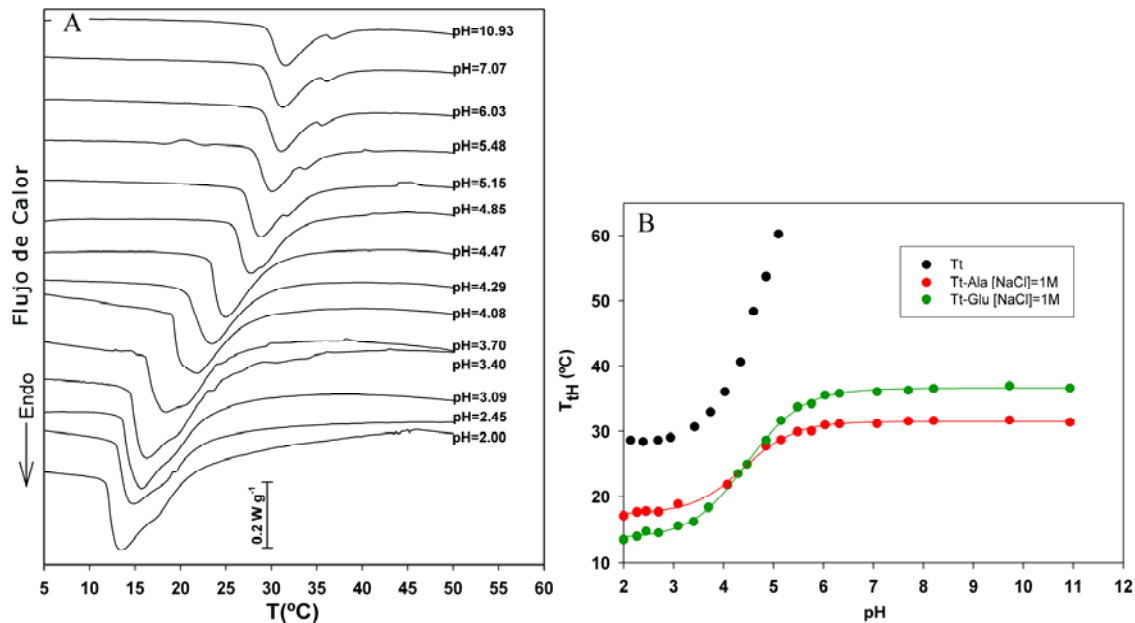 A
pH=10.93
pH=7.07
pH=6.03
pH=5.48
pH=5.15
pH=4.85
pH=4.47
pH=4.29
pH=4.08
pH=3.70
pH=3.40
pH=3.09
pH=2.45
pH=2.00
Flujo de Calor
Endo
0.2 W g⁻¹
5 10 15 20 25 30 35 40 45 50 55 60
T(ºC)
B
60
50
40
30
20
10
TtH (ºC)
Tt
Tt-Ala [NaCl]=1M
Tt-Glu [NaCl]=1M
2 3 4 5 6 7 8 9 10 11 12
pH